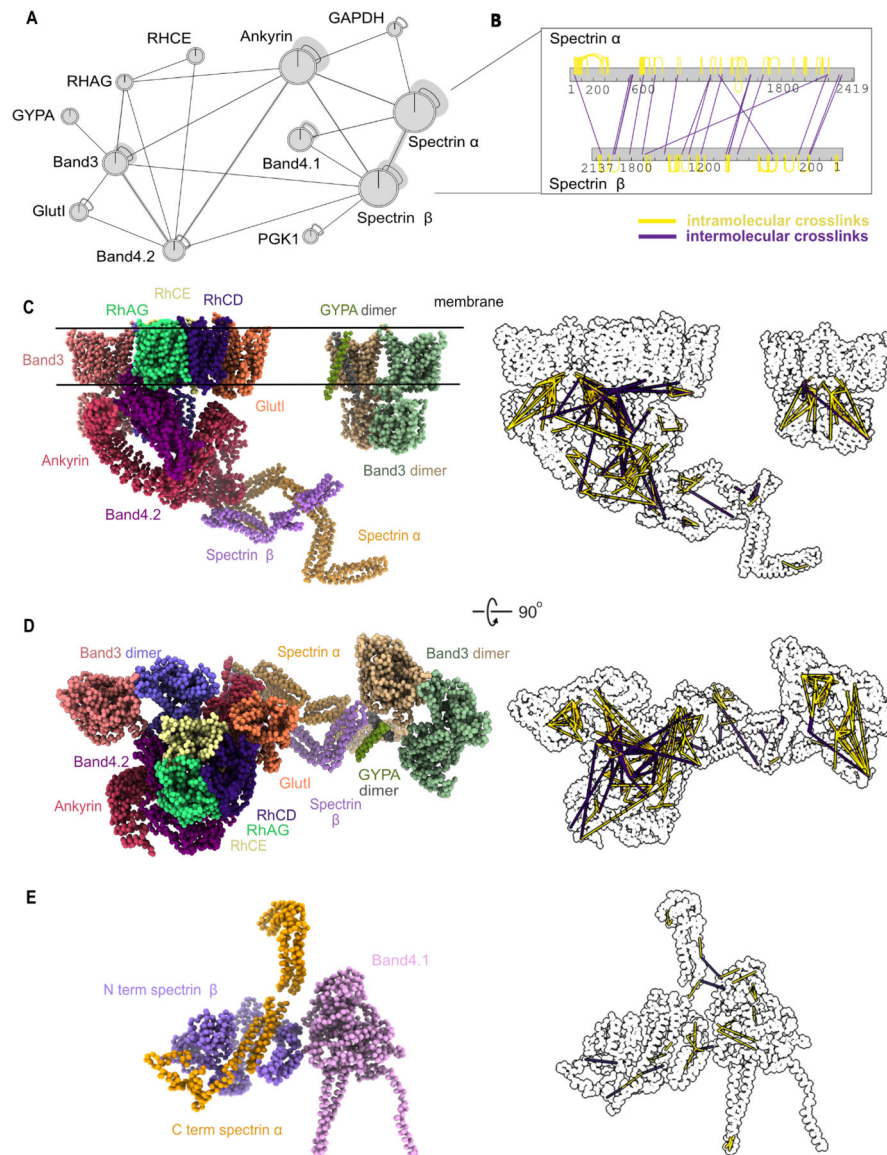 A
B
GAPDH
Ankyrin
RHCE
RHAG
GYPA
Band3
GlutI
Band4.2
Band4.1
Spectrin α
Spectrin β
PGK1
Spectrin α
1 200 600 1800 2419
2137 1800 1200 200 1
Spectrin β
intramolecular crosslinks
intermolecular crosslinks
C
RhCE
RhAG
RhCD
GYPA dimer
membrane
Band3
GlutI
Ankyrin
Band3 dimer
Band4.2
Spectrin β
Spectrin α
90°
D
Band3 dimer
Spectrin α
Band3 dimer
Band4.2
Ankyrin
GlutI
GYPA
dimer
Spectrin
β
RhCD
RhAG
RhCE
E
Band4.1
N term spectrin β
C term spectrin α